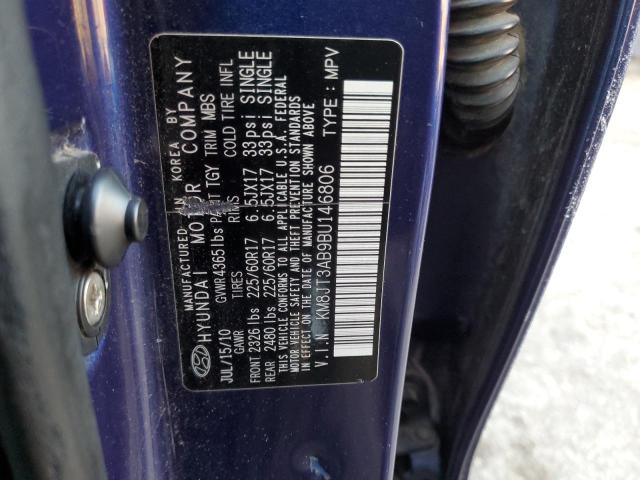 MANUFACTURED IN KOREA BY
HYUNDAI MOTOR COMPANY
JUL/15/10 GVWR 4365lbs PAINT TGY TRIM MBS
GAWR TIRES RIMS COLD TIRE INFL
FRONT 2326 lbs 225/60R17 6.5JX17 33psi SINGLE
REAR 2480 lbs 225/60R17 6.5JX17 33psi SINGLE
THIS VEHICLE CONFORMS TO ALL APPLICABLE U.S.A. FEDERAL
MOTOR VEHICLE SAFETY AND THEFT PREVENTION STANDARDS
IN EFFECT ON THE DATE OF MANUFACTURE SHOWN ABOVE.
V.I.N: KM8JT3AB9BU146806 TYPE: MPV